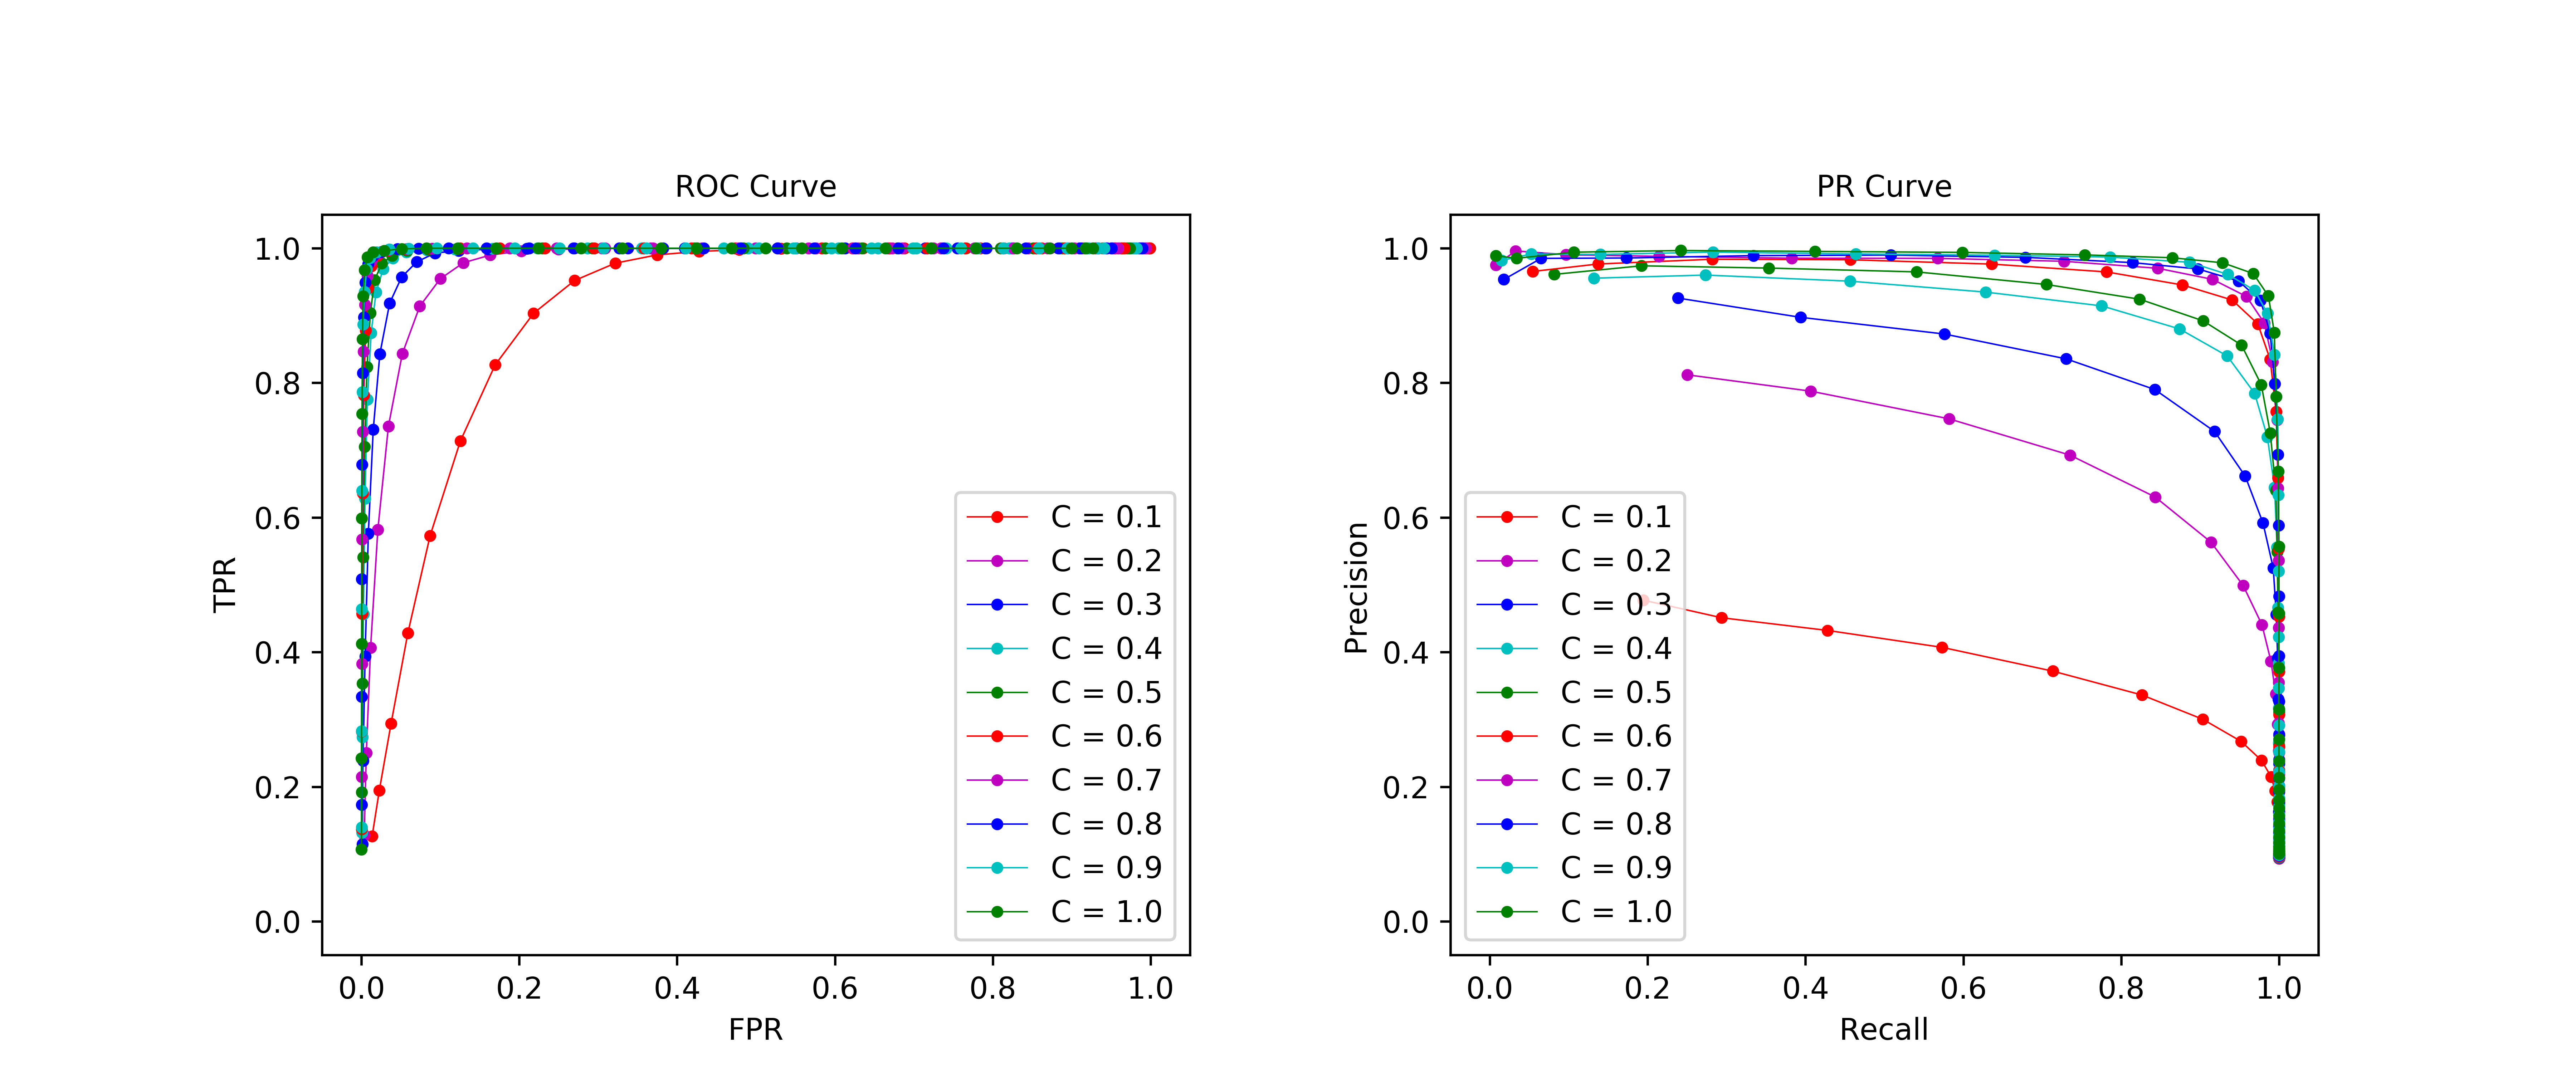 ROC Curve
1.0
0.8
0.6
0.4
0.2
0.0
TPR
0.0 0.2 0.4 0.6 0.8 1.0
FPR
C = 0.1
C = 0.2
C = 0.3
C = 0.4
C = 0.5
C = 0.6
C = 0.7
C = 0.8
C = 0.9
C = 1.0
PR Curve
1.0
0.8
0.6
0.4
0.2
0.0
Precision
0.0 0.2 0.4 0.6 0.8 1.0
Recall
C = 0.1
C = 0.2
C = 0.3
C = 0.4
C = 0.5
C = 0.6
C = 0.7
C = 0.8
C = 0.9
C = 1.0